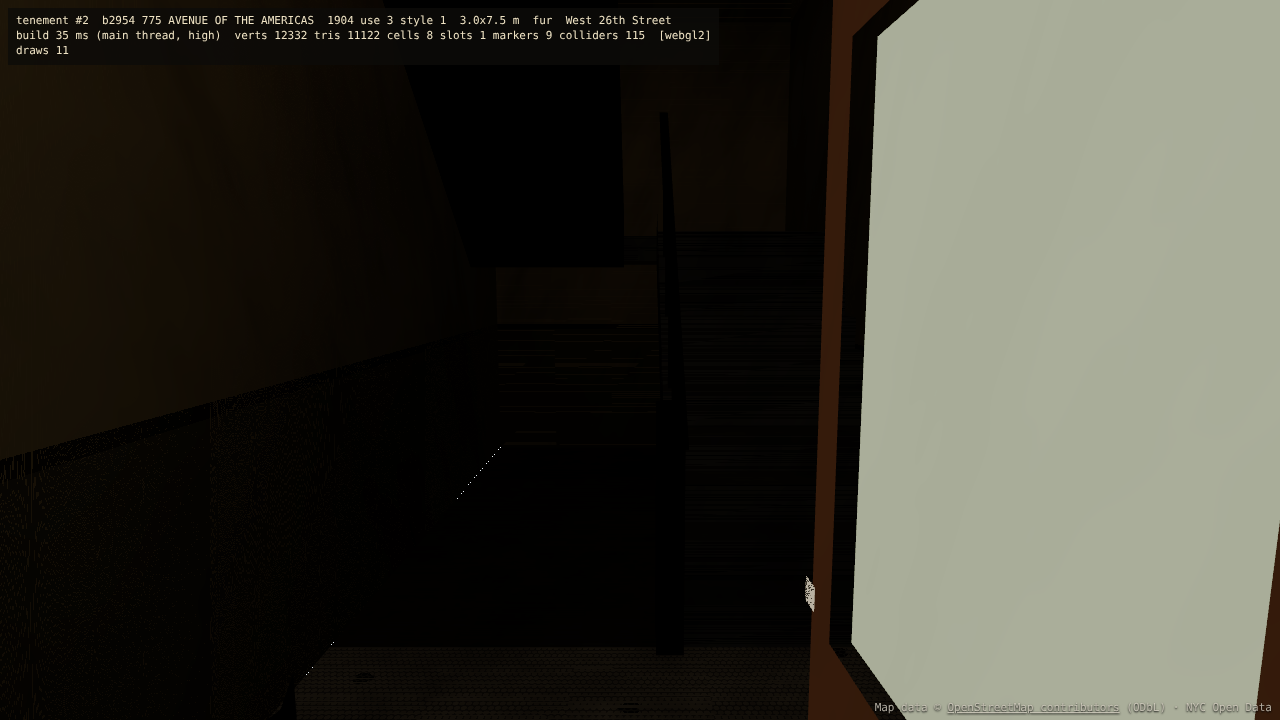 tenement #2  b2954 775 AVENUE OF THE AMERICAS  1904 use 3 style 1  3.0x7.5 m  fur  West 26th Street
build 35 ms (main thread, high)  verts 12332 tris 11122 cells 8 slots 1 markers 9 colliders 115  [webgl2]
draws 11
Map data © OpenStreetMap contributors (ODbL) · NYC Open Data